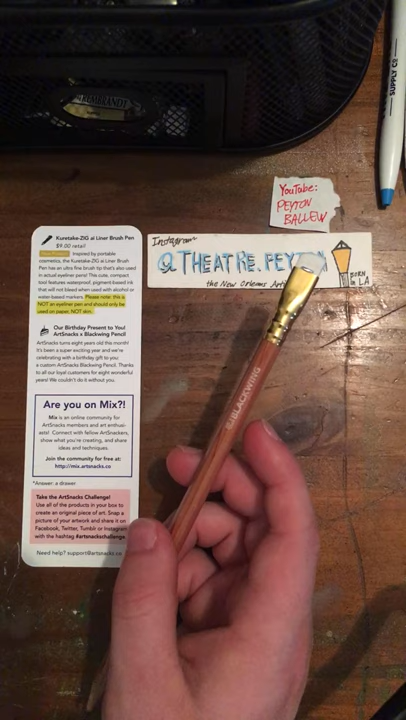 REMBRANDT
SUPPLY CO
YouTube:
PEYTON
BALLEW
Instagram
@THEATRE.PEYTON
the New Orleans
BORN
LA
BLACKWING
Kuretake-ZIG ai Liner Brush Pen
$9.00 retail
Inspired by portable
cosmetics, the Kuretake-ZIG ai Liner Brush
Pen has an ultra fine brush tip that's also used
in actual eyeliner pens! This cute, compact
tool features waterproof, pigment-based ink
that will not bleed when used with alcohol or
water-based markers. Please note: this is
NOT an eyeliner pen and should only be
used on paper, NOT skin.
Our Birthday Present to You!
ArtSnacks x Blackwing Pencil
ArtSnacks turns eight years old this month!
It's been a super exciting year and we're
celebrating with a birthday gift to you
a custom ArtSnacks Blackwing Pencil. Thanks
to all our loyal customers for eight wonderful
years! We couldn't do it without you.
Are you on Mix?!
Mix is an online community for
ArtSnacks members and art enthusi-
asts! Connect with fellow ArtSnackers,
show what you're creating, and share
ideas and techniques.
Join the community for free at:
http://mix.artsnacks.co
*Answer: a drawer
Take the ArtSnacks Challenge!
Use all of the products in your box to
create an original piece of art. Snap a
picture of your artwork and share it on
Facebook, Twitter, Tumblr or Instagram
with the hashtag #artsnackschallenge.
Need help? support@artsnacks.co